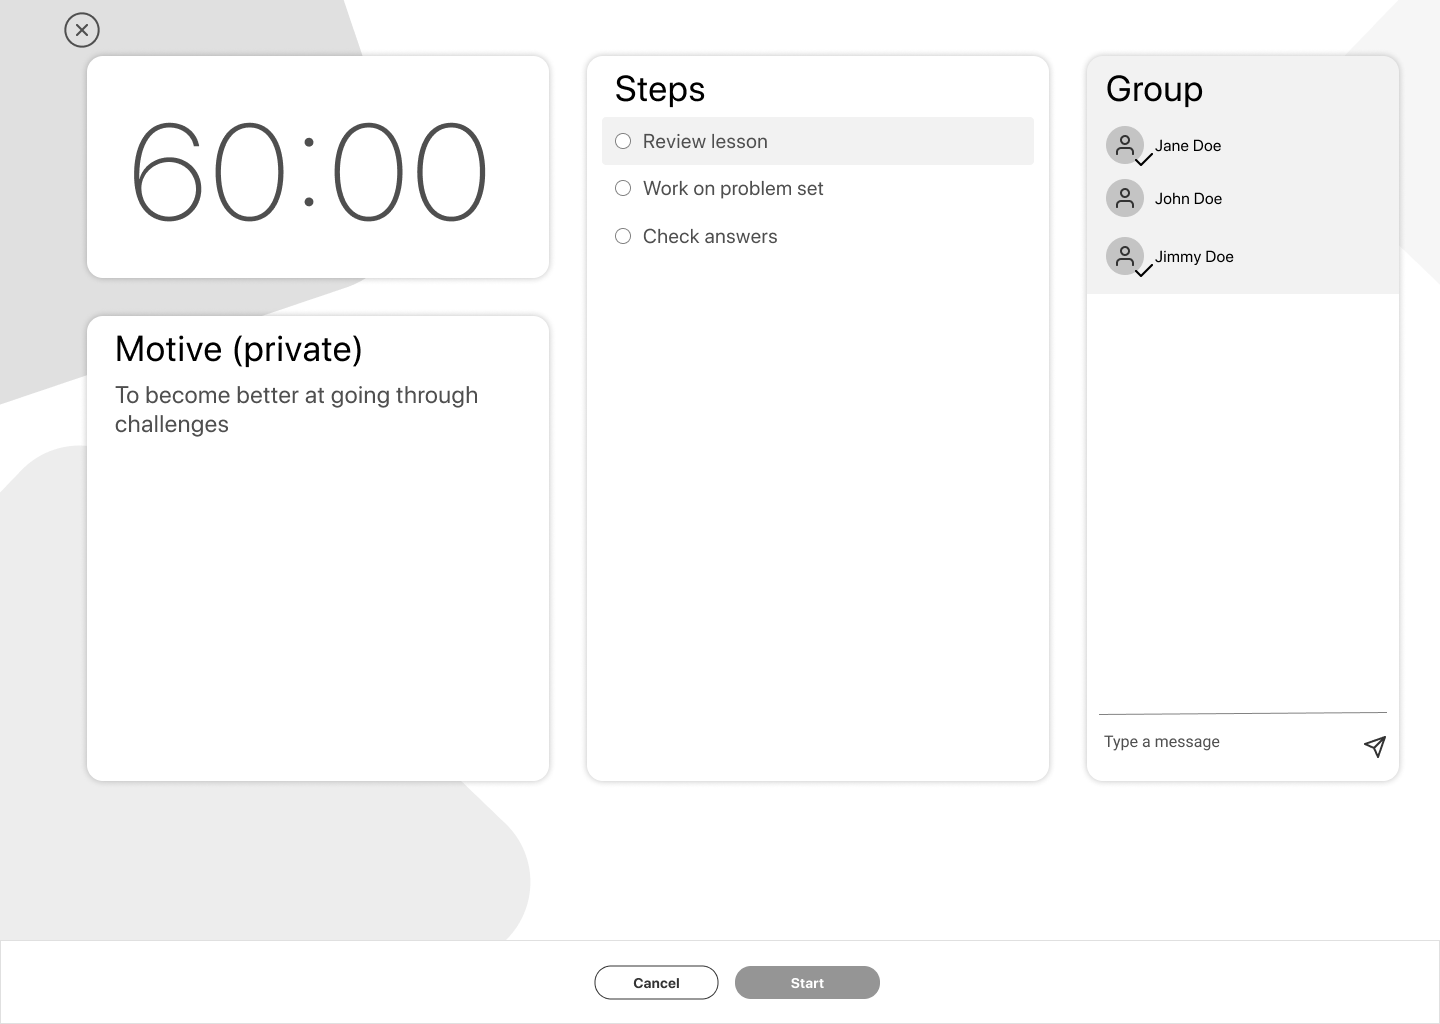 60:00
Motive (private)
To become better at going through
challenges
Steps
Review lesson
Work on problem set
Check answers
Group
Jane Doe
John Doe
Jimmy Doe
Type a message
Cancel
Start